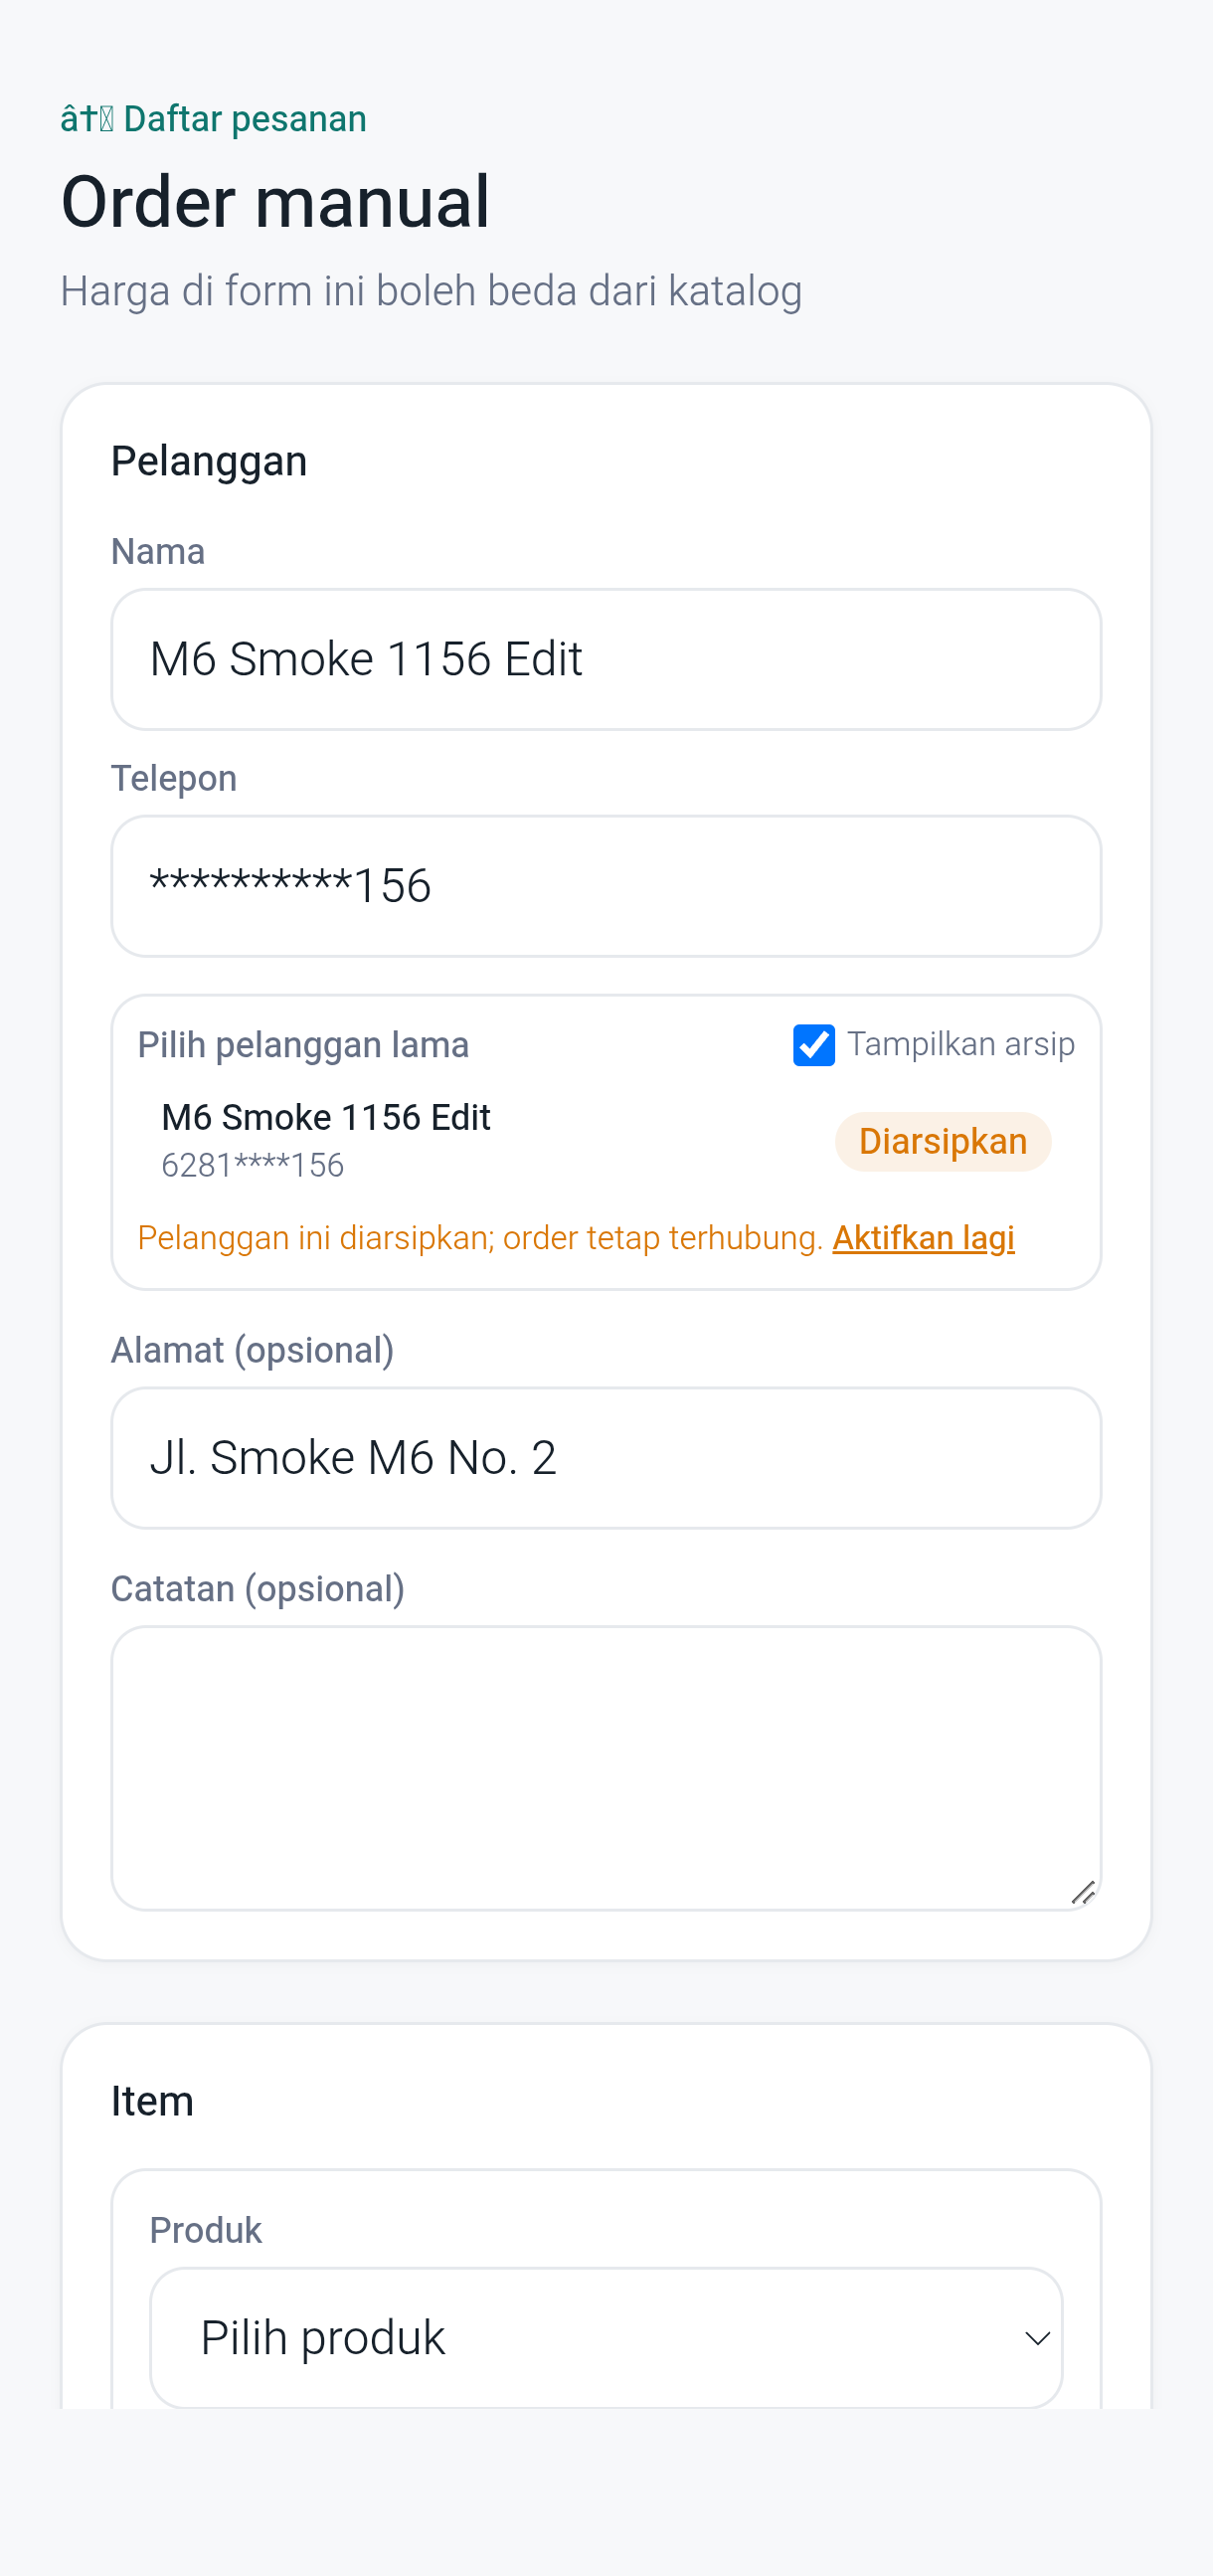 â† Daftar pesanan
Order manual
Harga di form ini boleh beda dari katalog
Pelanggan
Nama
M6 Smoke 1156 Edit
Telepon
**********156
Pilih pelanggan lama
Tampilkan arsip
M6 Smoke 1156 Edit
Diarsipkan
6281****156
Pelanggan ini diarsipkan; order tetap terhubung. Aktifkan lagi
Alamat (opsional)
Jl. Smoke M6 No. 2
Catatan (opsional)
Item
Produk
Pilih produk